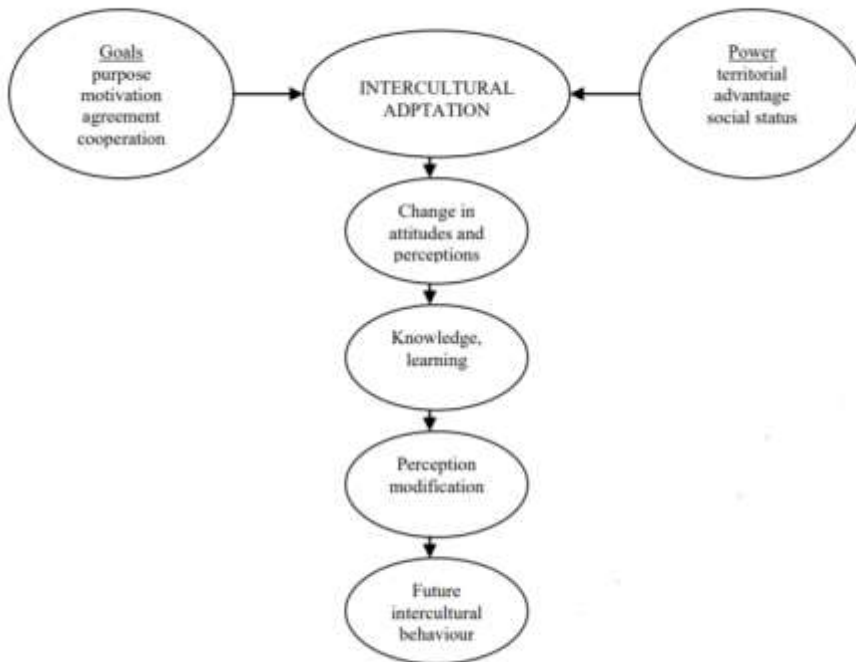 Goals
purpose
motivation
agreement
cooperation
INTERCULTURAL
ADPTATION
Power
territorial
advantage
social status
Change in
attitudes and
perceptions
Knowledge,
learning
Perception
modification
Future
intercultural
behaviour